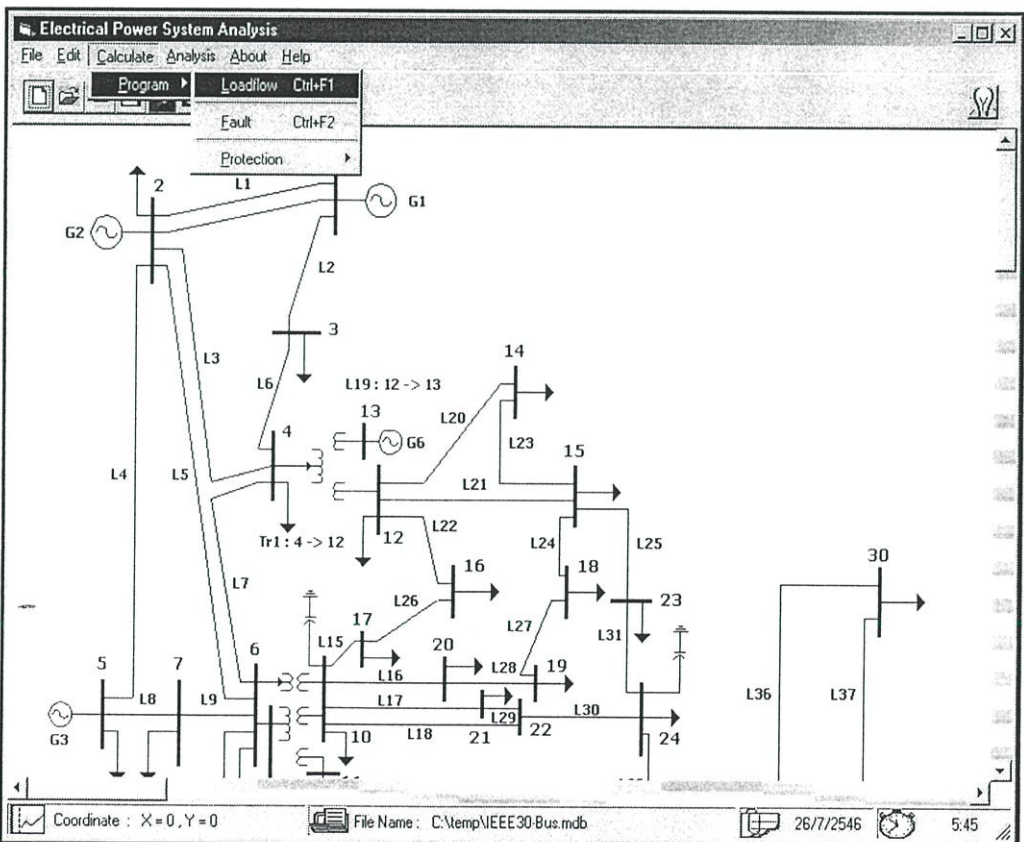 Electrical Power System Analysis
File Edit Calculate Analysis About Help
Program
Loadflow Ctrl+F1
Fault Ctrl+F2
Protection
2
L1
G1
G2
L2
3
L3
L6
L19 : 12 -> 13
14
13
G6
4
L20
L23
15
L4
L5
L21
12
L22
Tr1 : 4 -> 12
L24
L25
16
18
30
L7
L26
23
17
L27
L31
L15
20
6
L28
19
5
7
L16
L36
L37
L8
L9
L17
L29
L30
G3
L18
21
22
10
24
Coordinate : X = 0 , Y = 0
File Name : C:\temp\IEEE30-Bus.mdb
26/7/2546
5:45